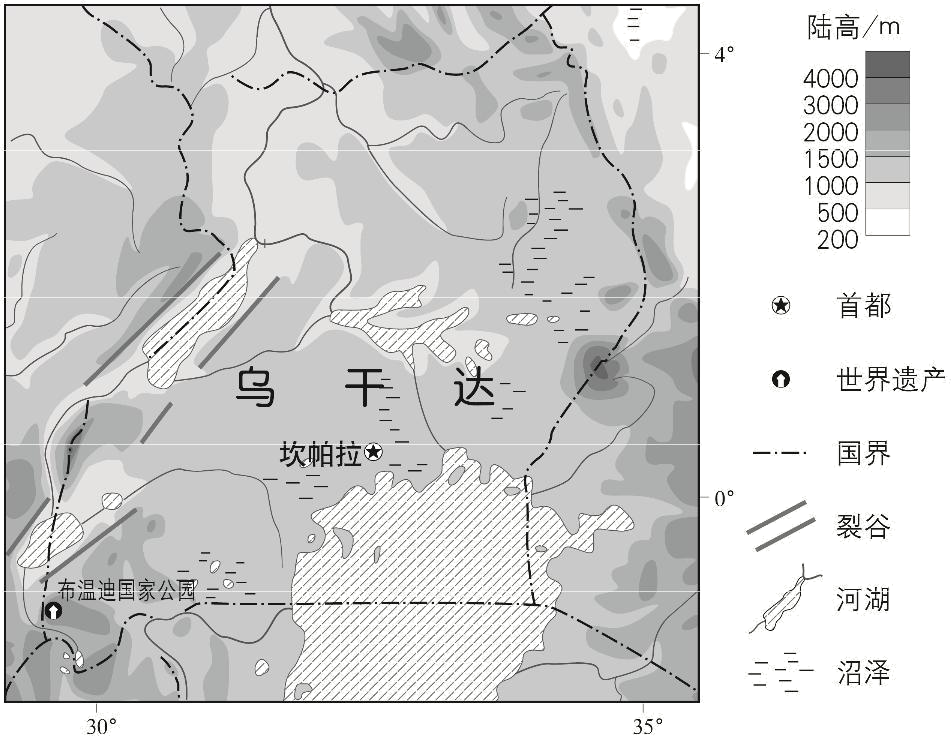 陆高/m
4000
3000
2000
1500
1000
500
200
4°
0°
30°
35°
乌干达
坎帕拉
布温迪国家公园
首都
世界遗产
国界
裂谷
河湖
沼泽